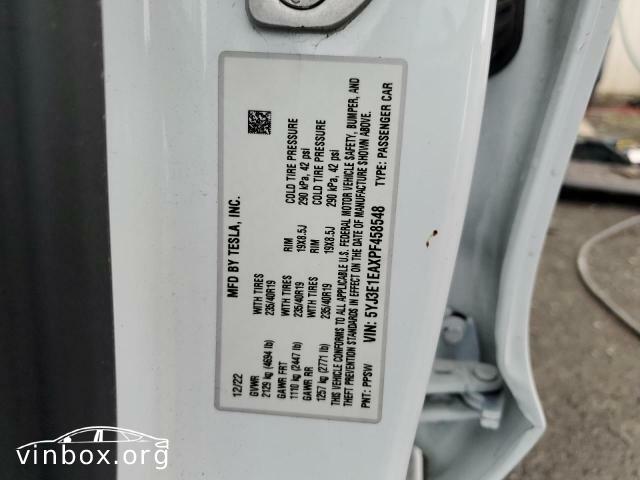 MFD BY TESLA, INC.
12/22
GVWR
2129 kg (4694 lb)
WITH TIRES
235/40R19
RIM
19X8.5J
COLD TIRE PRESSURE
290 kPa, 42 psi
GAWR FRT
1110 kg (2447 lb)
WITH TIRES
235/40R19
RIM
19X8.5J
COLD TIRE PRESSURE
290 kPa, 42 psi
GAWR RR
1257 kg (2771 lb)
THIS VEHICLE CONFORMS TO ALL APPLICABLE U.S. FEDERAL MOTOR VEHICLE SAFETY, BUMPER, AND
THEFT PREVENTION STANDARDS IN EFFECT ON THE DATE OF MANUFACTURE SHOWN ABOVE.
VIN: 5YJ3E1EAXPF458548
TYPE: PASSENGER CAR
PNT: PPSW
vinbox.org